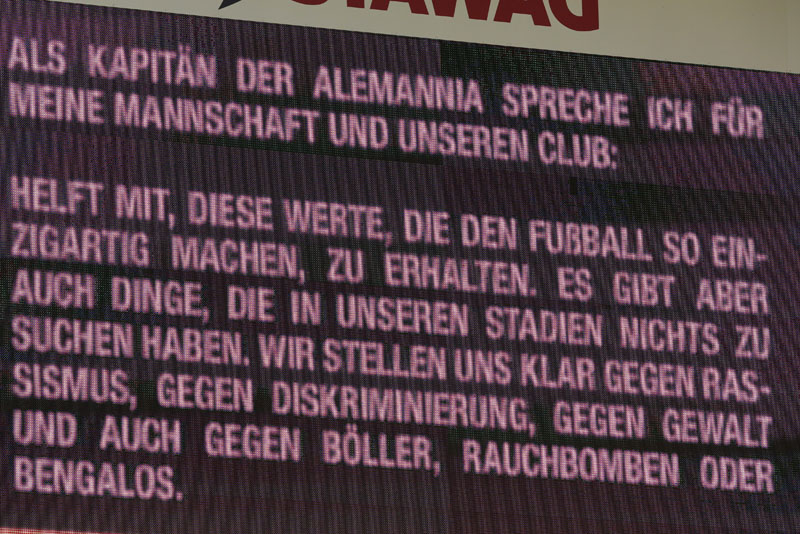 STAWAG
ALS KAPITÄN DER ALEMANNIA SPRECHE ICH FÜR
MEINE MANNSCHAFT UND UNSEREN CLUB:
HELFT MIT, DIESE WERTE, DIE DEN FUßBALL SO EIN-
ZIGARTIG MACHEN, ZU ERHALTEN. ES GIBT ABER
AUCH DINGE, DIE IN UNSEREN STADIEN NICHTS ZU
SUCHEN HABEN. WIR STELLEN UNS KLAR GEGEN RAS-
SISMUS, GEGEN DISKRIMINIERUNG, GEGEN GEWALT
UND AUCH GEGEN BÖLLER, RAUCHBOMBEN ODER
BENGALOS.